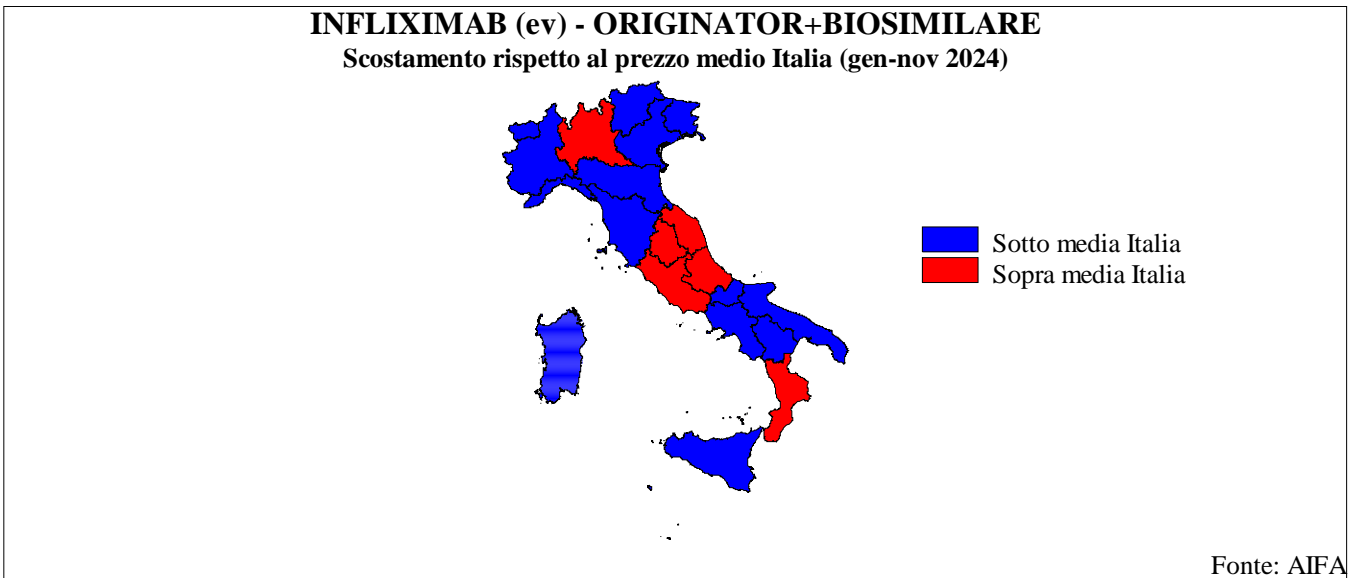 INFLIXIMAB (ev) - ORIGINATOR+BIOSIMILARE
Scostamento rispetto al prezzo medio Italia (gen-nov 2024)
Sotto media Italia
Sopra media Italia
Fonte: AIFA